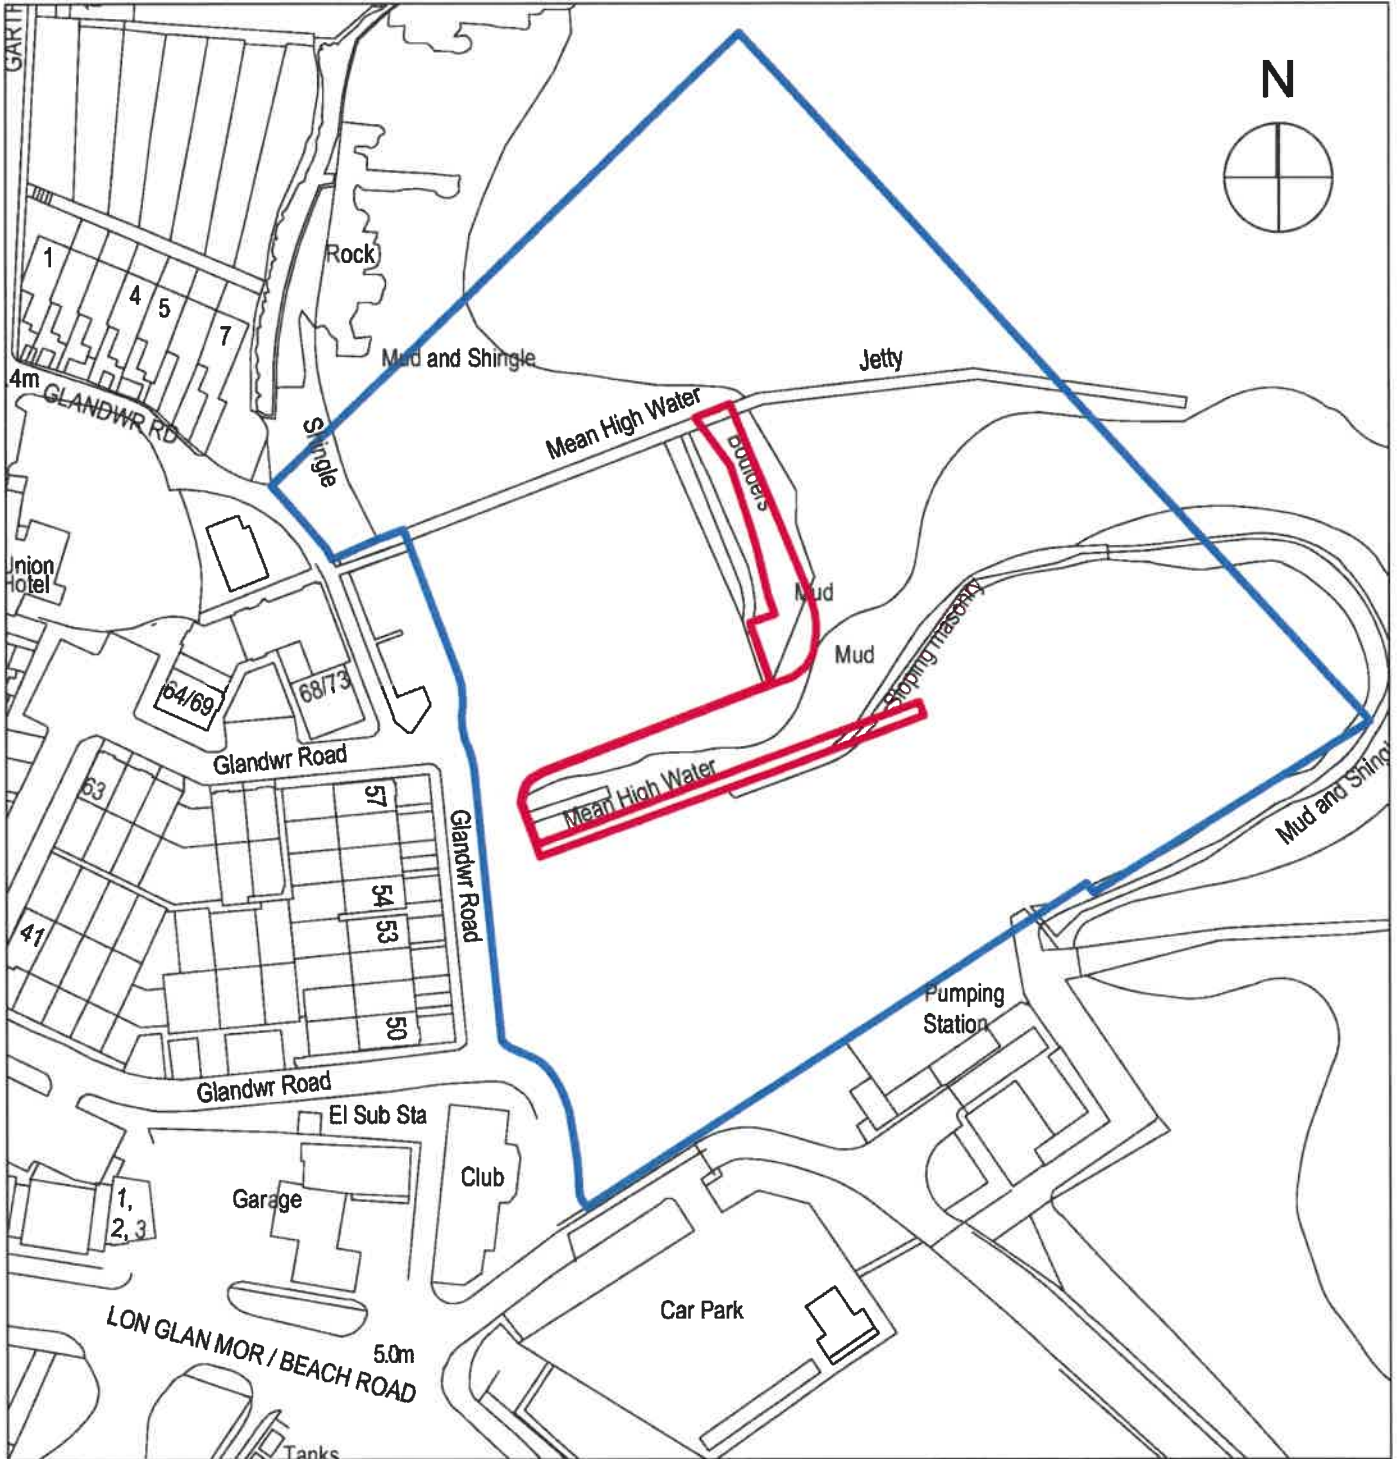 N
Rock
1
4
5
7
Mud and Shingle
Jetty
.4m
GLANDWR RD
Shingle
Mean High Water
Boulders
Union
Hotel
Mud
Mud
Sloping masonry
64/69
68/73
Glandwr Road
63
57
Mean High Water
Mud and Shing
Glandwr Road
54
53
41
50
Pumping
Station
Glandwr Road
El Sub Sta
Club
Garage
1,
2, 3
Car Park
LON GLAN MOR / BEACH ROAD
5.0m
Tanks